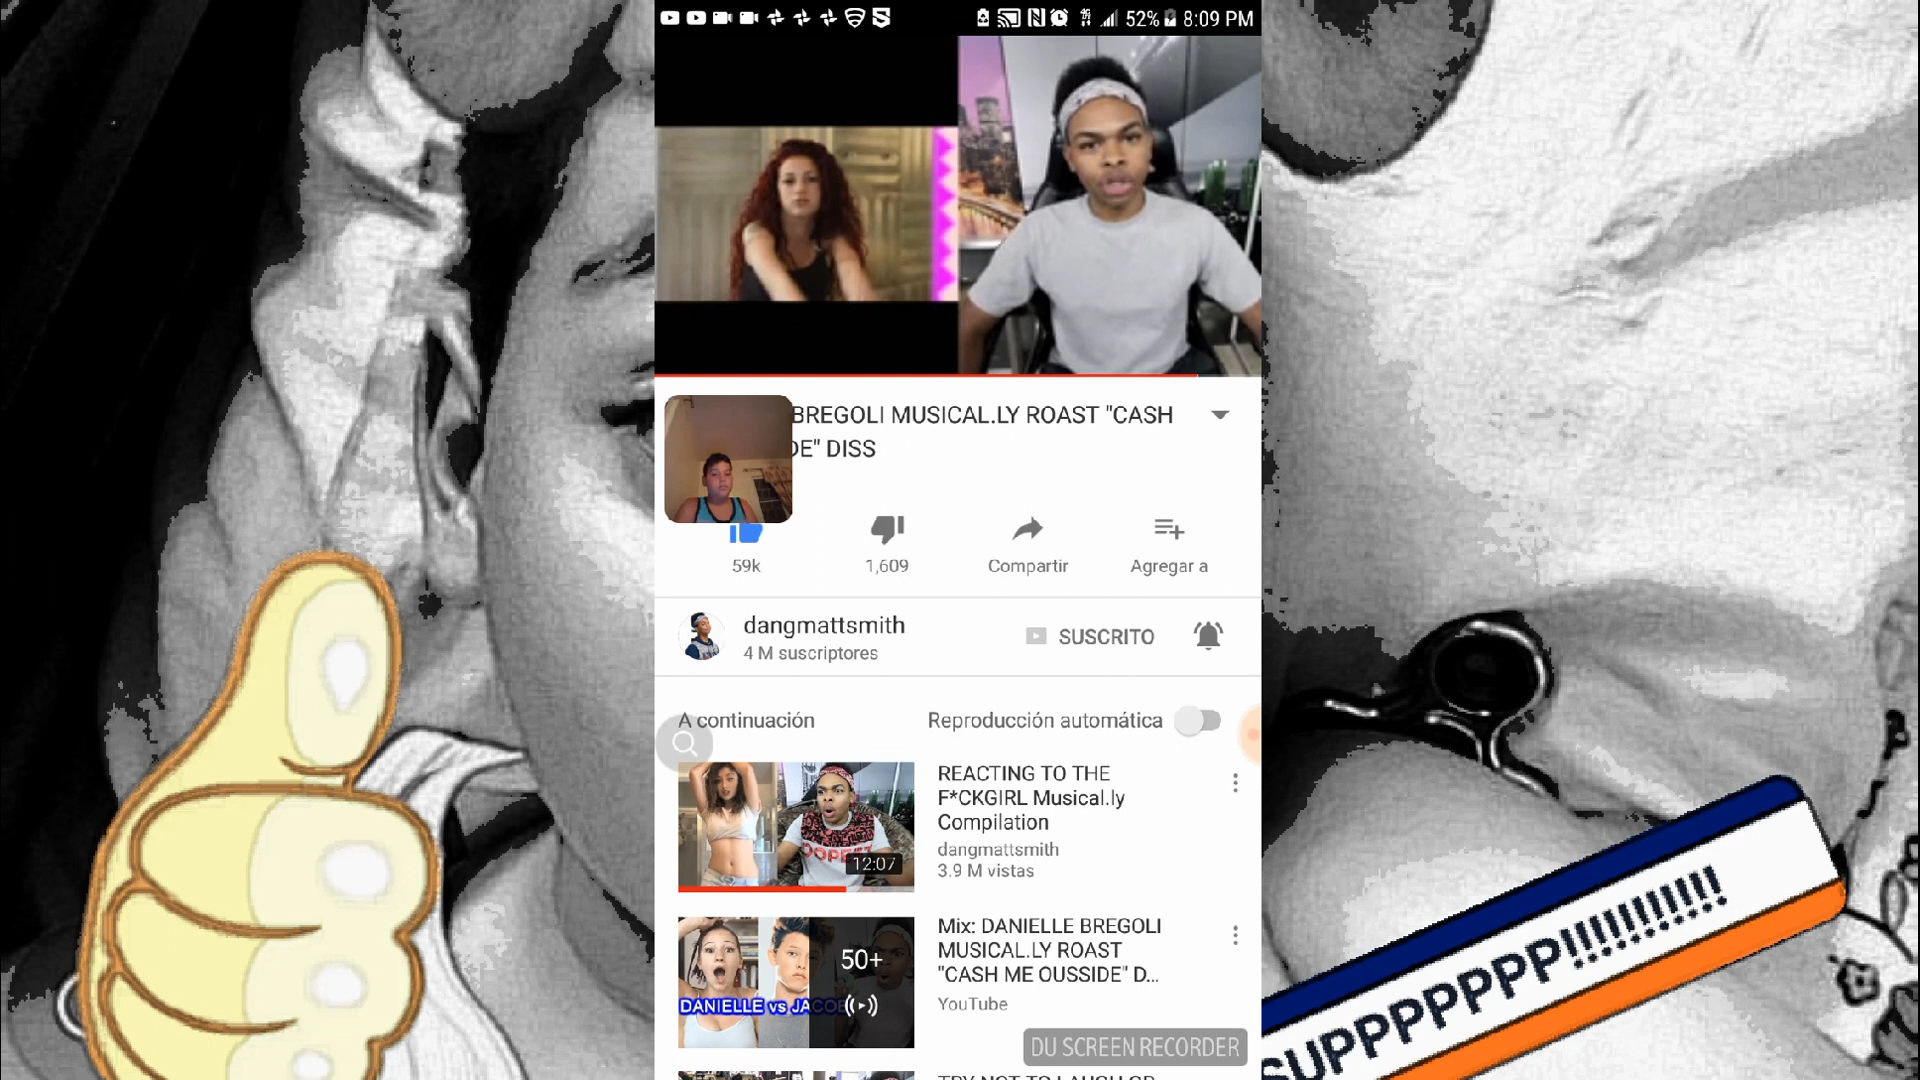 52% 8:09 PM
BREGOLI MUSICAL.LY ROAST "CASH
DE" DISS
59k
1,609
Compartir
Agregar a
dangmattsmith
4 M suscriptores
SUSCRITO
A continuación
Reproducción automática
REACTING TO THE
F*CKGIRL Musical.ly
Compilation
dangmattsmith
3.9 M vistas
12:07
Mix: DANIELLE BREGOLI
MUSICAL.LY ROAST
"CASH ME OUSSIDE" D...
YouTube
50+
DANIELLE vs JACOB
DU SCREEN RECORDER
SUPPPPPPP!!!!!!!!!!!